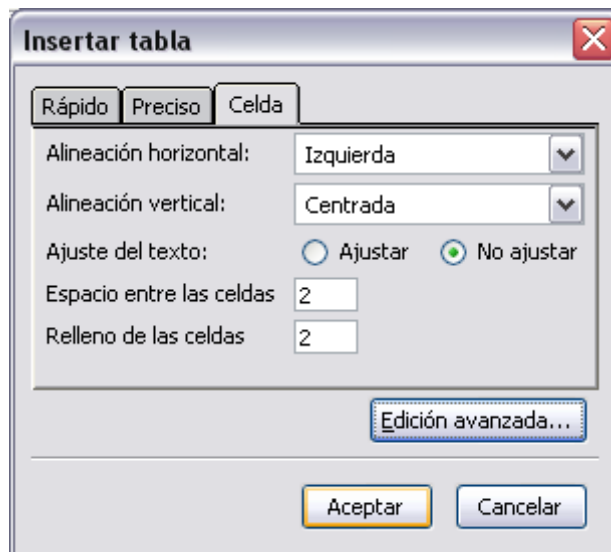 Insertar tabla
Rápido Preciso Celda
Alineación horizontal: Izquierda
Alineación vertical: Centrada
Ajuste del texto: Ajustar No ajustar
Espacio entre las celdas 2
Relleno de las celdas 2
Edición avanzada...
Aceptar Cancelar